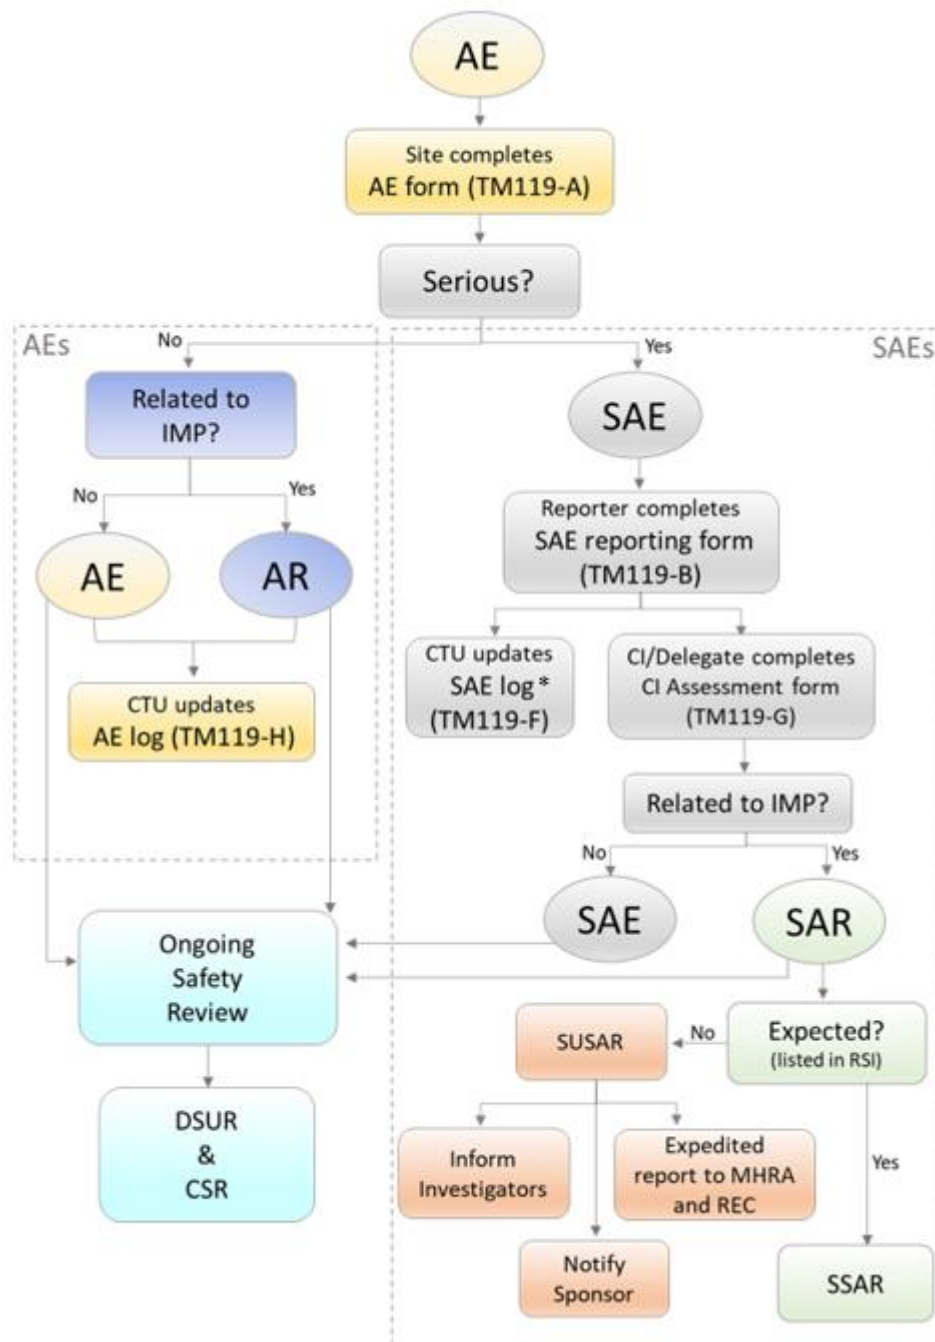 AE
Site completes
AE form (TM119-A)
Serious?
AEs
No
Yes
SAEs
Related to
IMP?
SAE
No
Yes
Reporter completes
SAE reporting form
(TM119-B)
AE
AR
CTU updates
SAE log*
(TM119-F)
CI/Delegate completes
CI Assessment form
(TM119-G)
CTU updates
AE log (TM119-H)
Related to IMP?
No
Yes
SAE
SAR
Ongoing
Safety
Review
SUSAR
No
Expected?
(listed in RSI)
DSUR
&
CSR
Inform
Investigators
Expedited
report to MHRA
and REC
Yes
Notify
Sponsor
SSAR